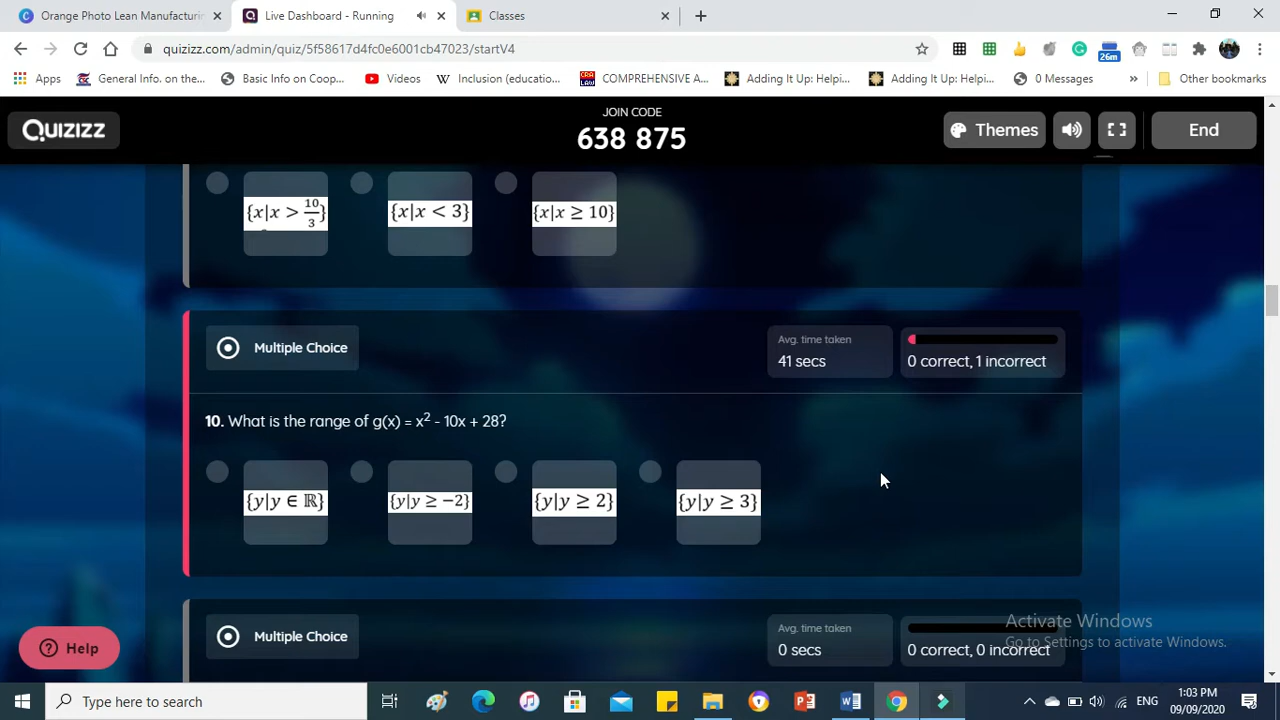 Orange Photo Lean Manufacturi
Live Dashboard - Running
Classes
quizizz.com/admin/quiz/5f58617d4fc0e6001cb47023/startV4
26m
Apps
General Info. on the...
Basic Info on Coop...
Videos
Inclusion (educatio...
COMPREHENSIVE A...
Adding It Up: Helpi...
Adding It Up: Helpi...
0 Messages
»
Other bookmarks
Quizizz
JOIN CODE
638 875
Themes
End
{x|x > 10/3}
{x|x < 3}
{x|x ≥ 10}
Multiple Choice
Avg. time taken
41 secs
0 correct, 1 incorrect
10. What is the range of g(x) = x² - 10x + 28?
{y|y ∈ ℝ}
{y|y ≥ −2}
{y|y ≥ 2}
{y|y ≥ 3}
Multiple Choice
Avg. time taken
0 secs
0 correct, 0 incorrect
Activate Windows
Go to Settings to activate Windows.
Help
Type here to search
ENG
1:03 PM
09/09/2020